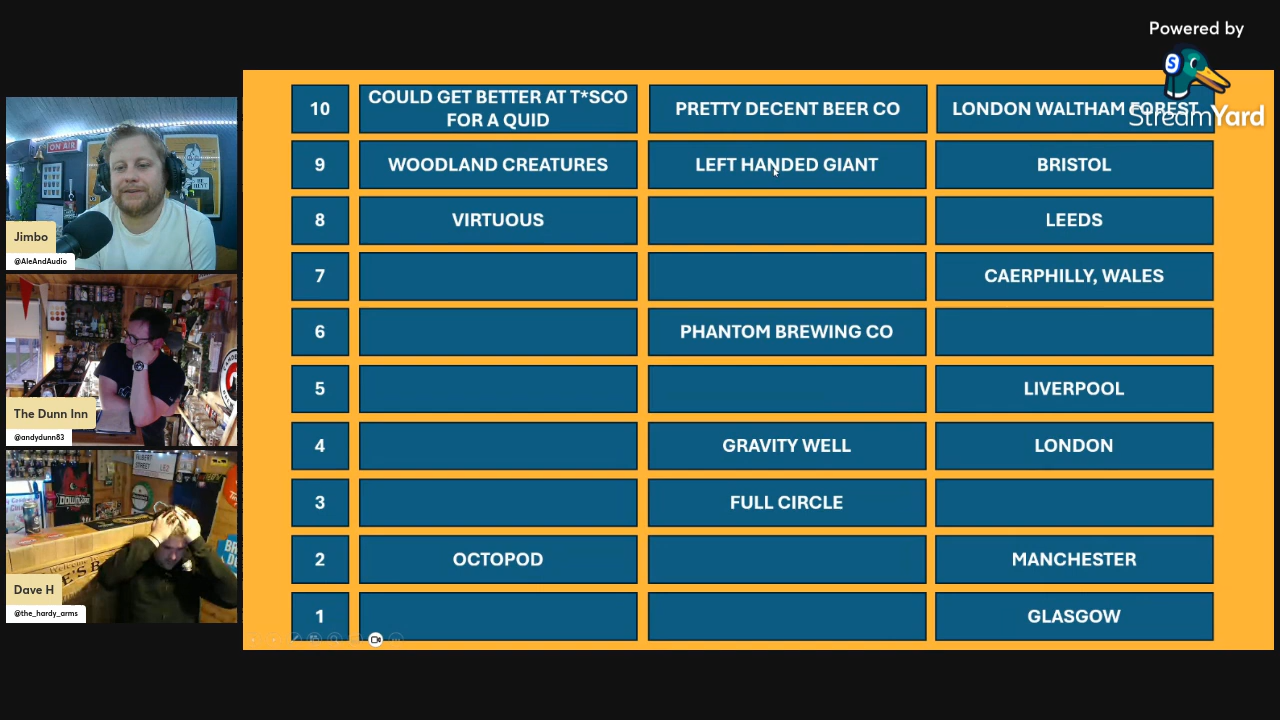 Powered by
StreamYard
10
COULD GET BETTER AT T*SCO
FOR A QUID
PRETTY DECENT BEER CO
LONDON WALTHAM FOREST
9
WOODLAND CREATURES
LEFT HANDED GIANT
BRISTOL
8
VIRTUOUS
LEEDS
7
CAERPHILLY, WALES
6
PHANTOM BREWING CO
5
LIVERPOOL
4
GRAVITY WELL
LONDON
3
FULL CIRCLE
2
OCTOPOD
MANCHESTER
1
GLASGOW
ON AIR
Jimbo
@AleAndAudio
The Dunn Inn
@andydunn83
Dave H
@the_hardy_arms